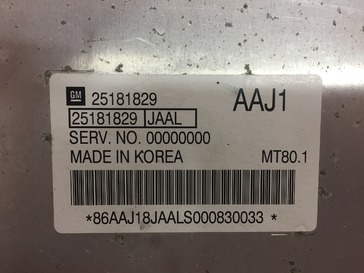 GM 25181829 AAJ1
25181829 JAAL
SERV. NO. 00000000
MADE IN KOREA MT80.1
*86AAJ18JAALS000830033 *